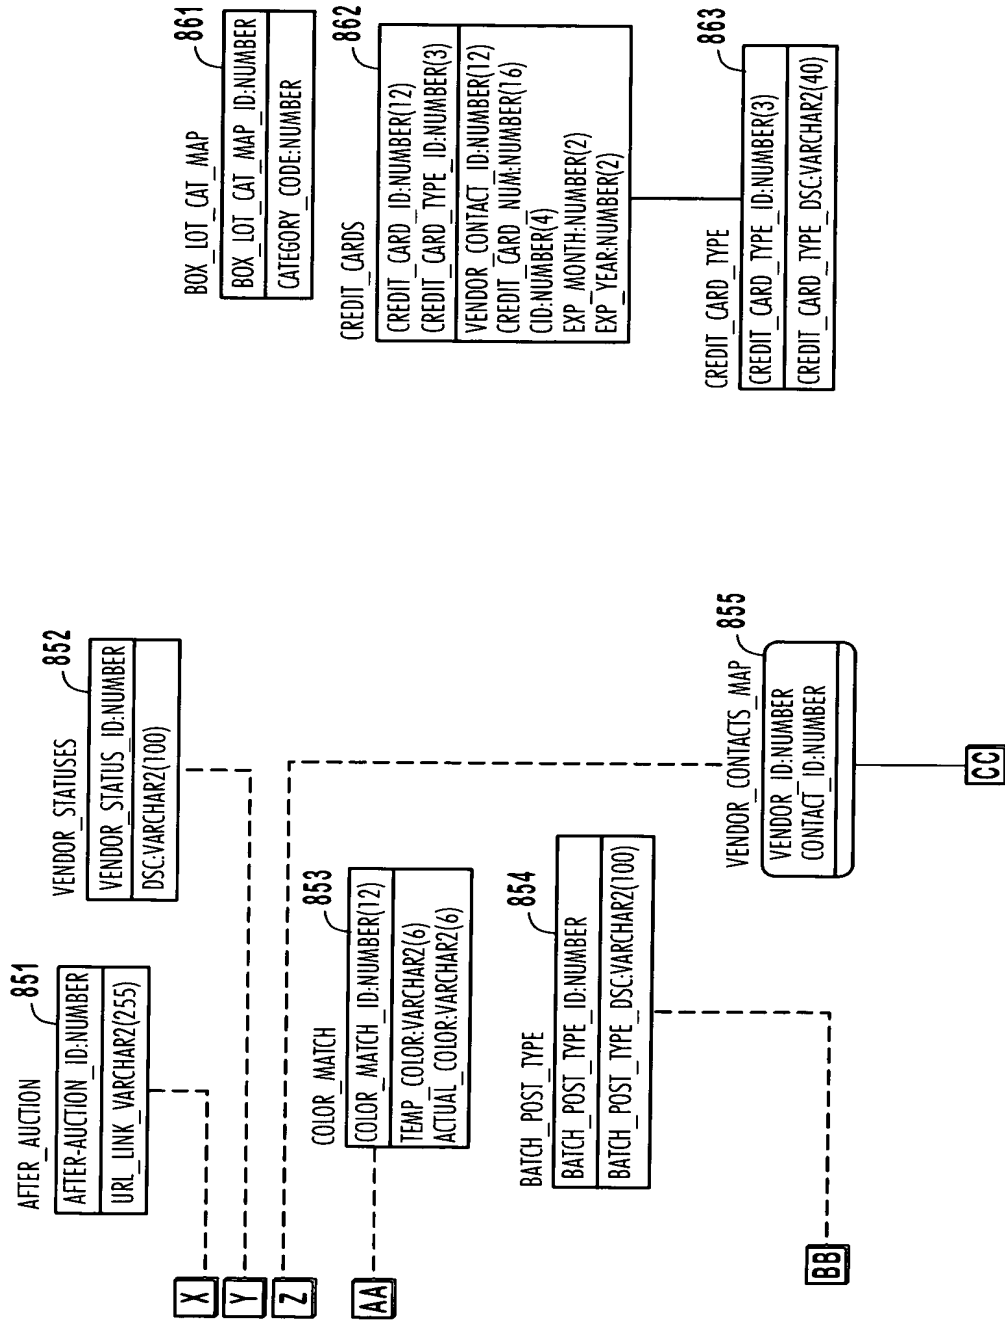 AFTER_AUCTION
851
AFTER-AUCTION_ID:NUMBER
URL_LINK_VARCHAR2(255)
VENDOR_STATUSES
852
VENDOR_STATUS_ID:NUMBER
DSC:VARCHAR2(100)
BOX_LOT_CAT_MAP
861
BOX_LOT_CAT_MAP_ID:NUMBER
CATEGORY_CODE:NUMBER
X
Y
Z
AA
COLOR_MATCH
853
COLOR_MATCH_ID:NUMBER(12)
TEMP_COLOR:VARCHAR2(6)
ACTUAL_COLOR:VARCHAR2(6)
CREDIT_CARDS
862
CREDIT_CARD_ID:NUMBER(12)
CREDIT_CARD_TYPE_ID:NUMBER(3)
VENDOR_CONTACT_ID:NUMBER(12)
CREDIT_CARD_NUM:NUMBER(16)
CID:NUMBER(4)
EXP_MONTH:NUMBER(2)
EXP_YEAR:NUMBER(2)
BATCH_POST_TYPE
854
BATCH_POST_TYPE_ID:NUMBER
BATCH_POST_TYPE_DSC:VARCHAR2(100)
BB
VENDOR_CONTACTS_MAP
855
VENDOR_ID:NUMBER
CONTACT_ID:NUMBER
CC
CREDIT_CARD_TYPE
863
CREDIT_CARD_TYPE_ID:NUMBER(3)
CREDIT_CARD_TYPE_DSC:VARCHAR2(40)